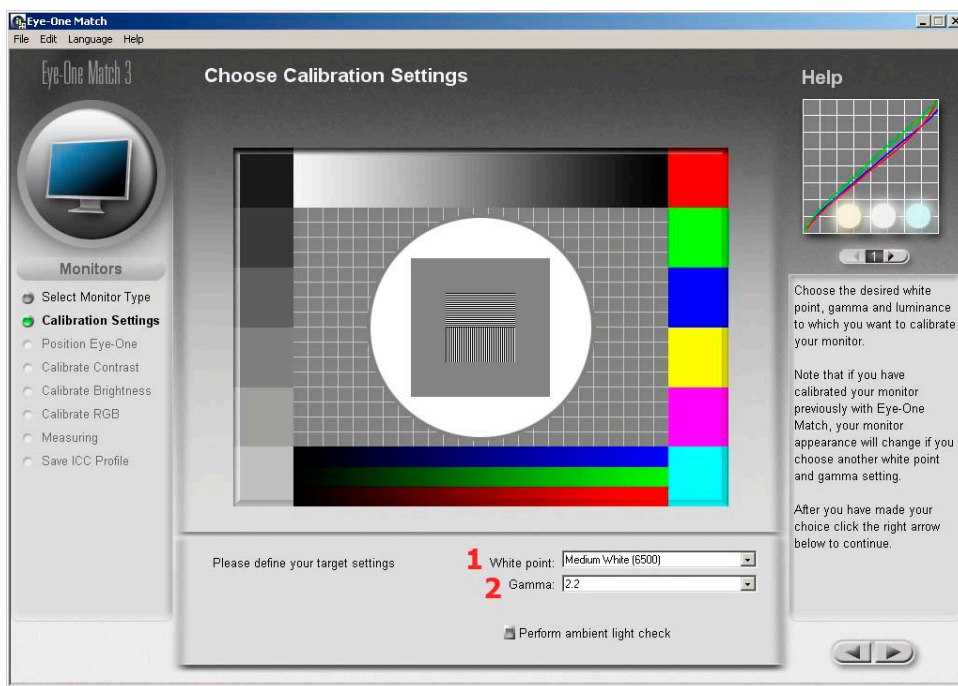 Eye-One Match
File Edit Language Help
Eye-One Match 3
Choose Calibration Settings
Help
Monitors
Select Monitor Type
Calibration Settings
Position Eye-One
Calibrate Contrast
Calibrate Brightness
Calibrate RGB
Measuring
Save ICC Profile
1
Choose the desired white
point, gamma and luminance
to which you want to calibrate
your monitor.
Note that if you have
calibrated your monitor
previously with Eye-One
Match, your monitor
appearance will change if you
choose another white point
and gamma setting.
After you have made your
choice click the right arrow
below to continue.
Please define your target settings
1 White point: Medium White (6500)
2 Gamma: 2.2
Perform ambient light check